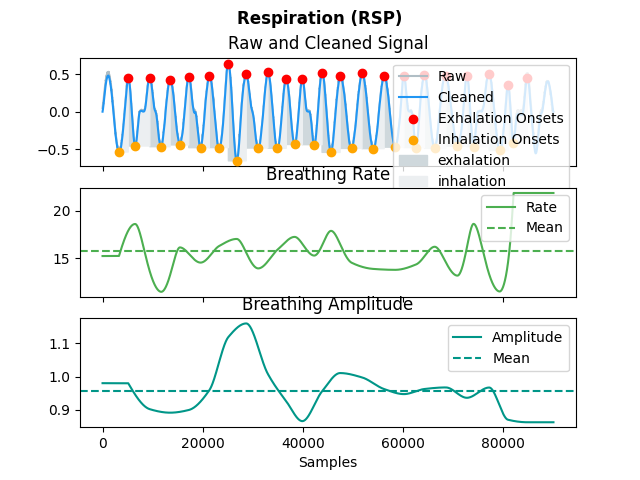 Respiration (RSP)
Raw and Cleaned Signal
0.5
0.0
−0.5
Raw
Cleaned
Exhalation Onsets
Inhalation Onsets
exhalation
inhalation
Breathing Rate
20
15
Rate
Mean
Breathing Amplitude
1.1
1.0
0.9
Amplitude
Mean
0 20000 40000 60000 80000
Samples